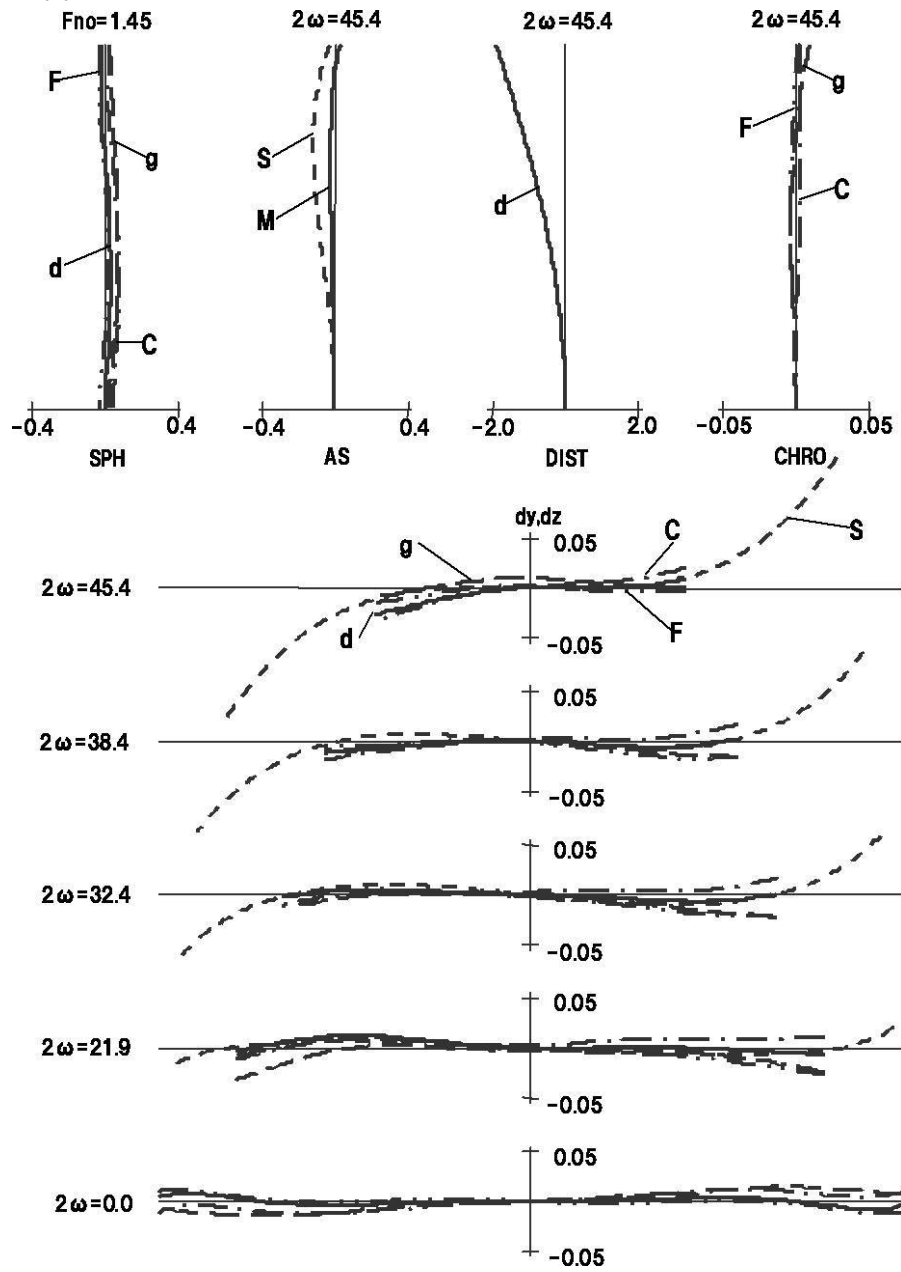 Fno=1.45 2ω=45.4 2ω=45.4 2ω=45.4
F g S M d g F C
d C
-0.4 0.4 -0.4 0.4 -2.0 2.0 -0.05 0.05
SPH AS DIST CHRO
dy,dz
g 0.05 C S
2ω=45.4
d -0.05 F
0.05
2ω=38.4
-0.05
0.05
2ω=32.4
-0.05
0.05
2ω=21.9
-0.05
0.05
2ω=0.0
-0.05